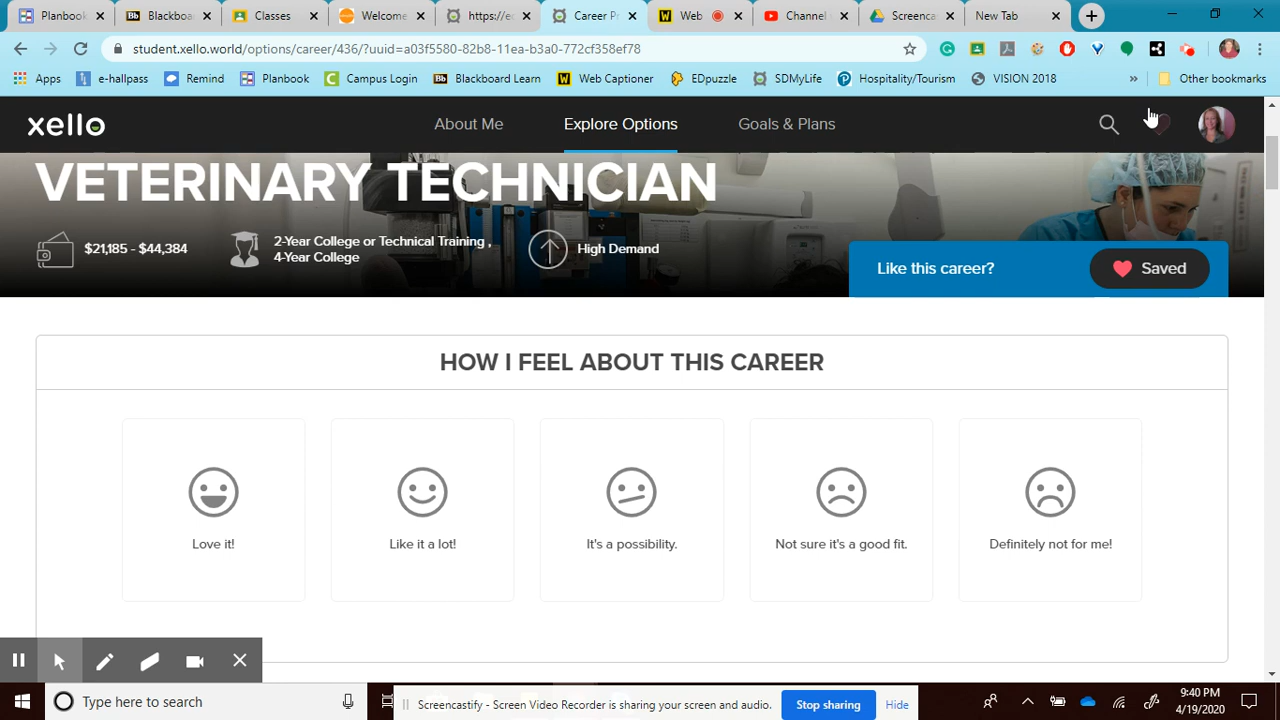 Planbook
Blackboa
Classes
Welcome
https://e
Career Pr
Web
Channel
Screenca
New Tab
student.xello.world/options/career/436/?uuid=a03f5580-82b8-11ea-b3a0-772cf358ef78
Apps
e-hallpass
Remind
Planbook
Campus Login
Bb Blackboard Learn
W Web Captioner
EDpuzzle
SDMyLife
Hospitality/Tourism
VISION 2018
»
Other bookmarks
xello
About Me
Explore Options
Goals & Plans
VETERINARY TECHNICIAN
$21,185 - $44,384
2-Year College or Technical Training ,
4-Year College
High Demand
Like this career?
Saved
HOW I FEEL ABOUT THIS CAREER
Love it!
Like it a lot!
It's a possibility.
Not sure it's a good fit.
Definitely not for me!
Type here to search
Screencastify - Screen Video Recorder is sharing your screen and audio.
Stop sharing
Hide
9:40 PM
4/19/2020